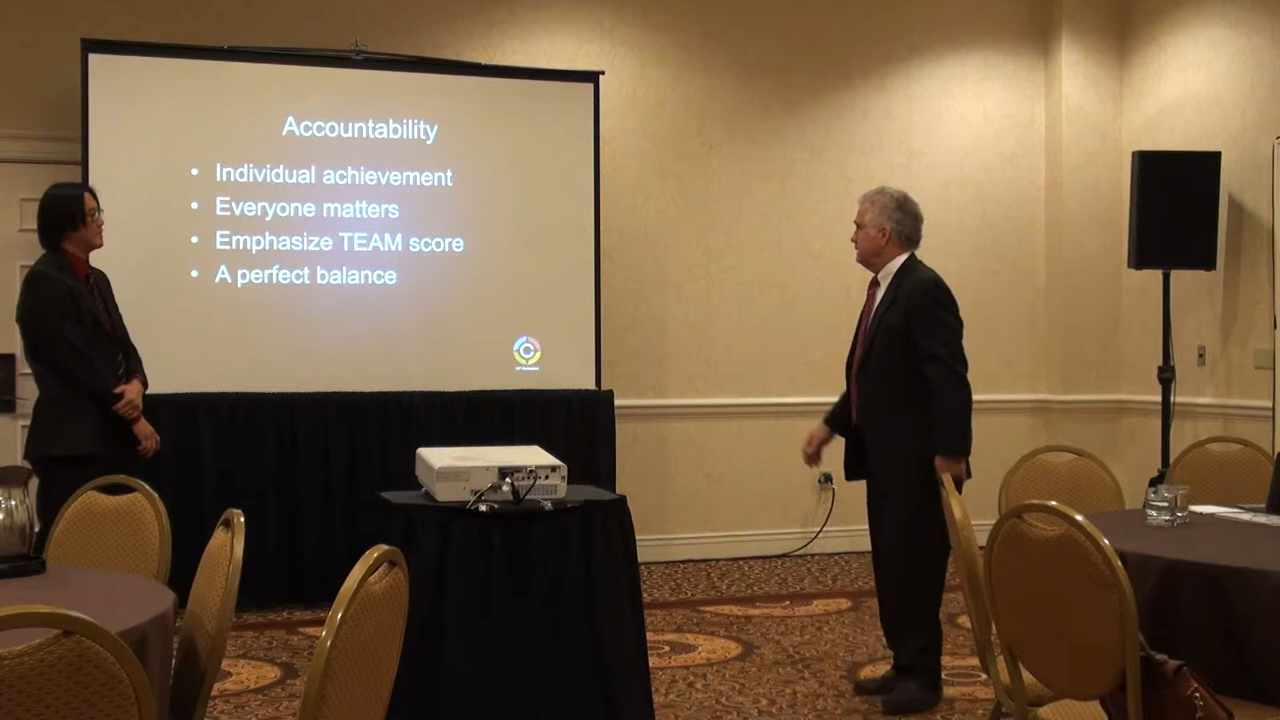 Accountability
• Individual achievement
• Everyone matters
• Emphasize TEAM score
• A perfect balance